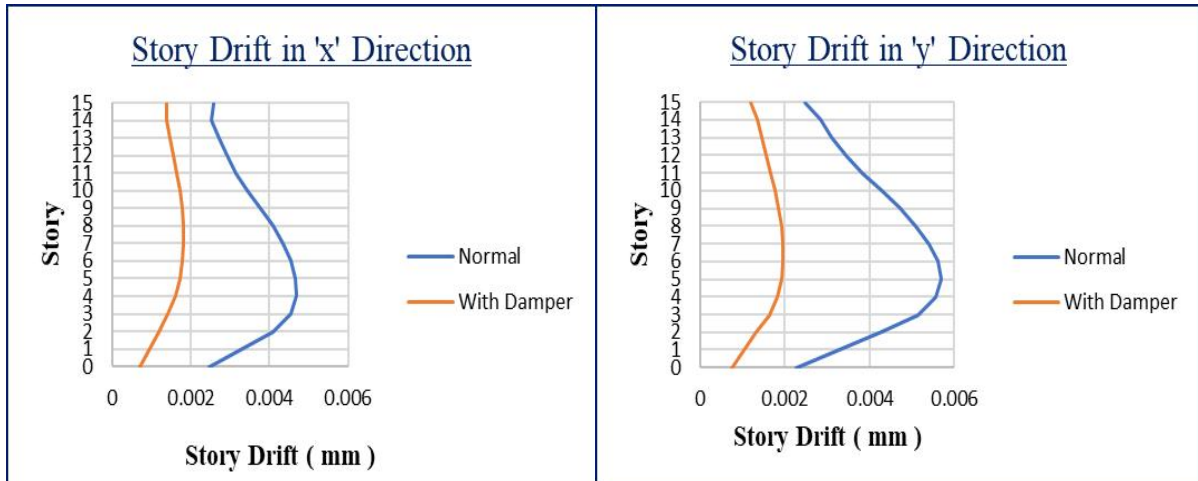 Story Drift in 'x' Direction
15
14
13
12
11
10
9
8
7
6
5
4
3
2
1
0
Story
Normal
With Damper
0 0.002 0.004 0.006
Story Drift ( mm )
Story Drift in 'y' Direction
15
14
13
12
11
10
9
8
7
6
5
4
3
2
1
0
Story
Normal
With Damper
0 0.002 0.004 0.006
Story Drift ( mm )